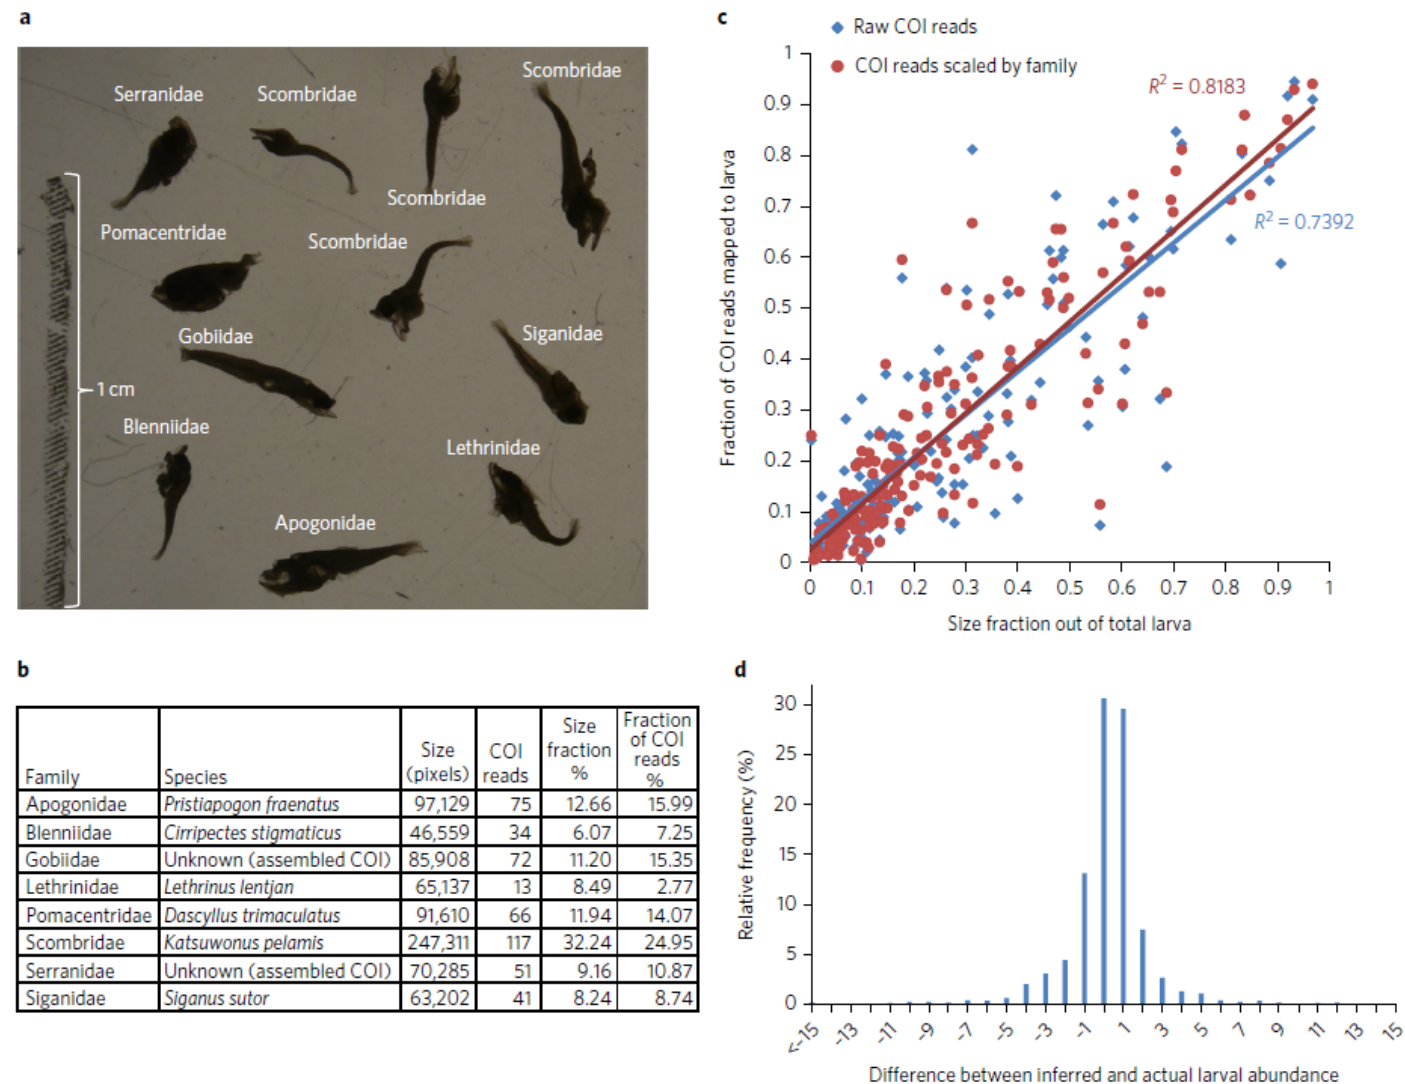 a
Serranidae
Scombridae
Scombridae
Scombridae
Pomacentridae
Scombridae
Gobiidae
Siganidae
1 cm
Blenniidae
Lethrinidae
Apogonidae
b
Family Species Size (pixels) COI reads Size fraction % Fraction of COI reads %
Apogonidae Pristiapogon fraenatus 97,129 75 12.66 15.99
Blenniidae Cirripectes stigmaticus 46,559 34 6.07 7.25
Gobiidae Unknown (assembled COI) 85,908 72 11.20 15.35
Lethrinidae Lethrinus lentjan 65,137 13 8.49 2.77
Pomacentridae Dascyllus trimaculatus 91,610 66 11.94 14.07
Scombridae Katsuwonus pelamis 247,311 117 32.24 24.95
Serranidae Unknown (assembled COI) 70,285 51 9.16 10.87
Siganidae Siganus sutor 63,202 41 8.24 8.74
c
Raw COI reads
COI reads scaled by family
R² = 0.8183
R² = 0.7392
Fraction of COI reads mapped to larva
1
0.9
0.8
0.7
0.6
0.5
0.4
0.3
0.2
0.1
0
0 0.1 0.2 0.3 0.4 0.5 0.6 0.7 0.8 0.9 1
Size fraction out of total larva
d
Relative frequency (%)
30
25
20
15
10
5
0
<-15 -13 -11 -9 -7 -5 -3 -1 1 3 5 7 9 11 13 15
Difference between inferred and actual larval abundance